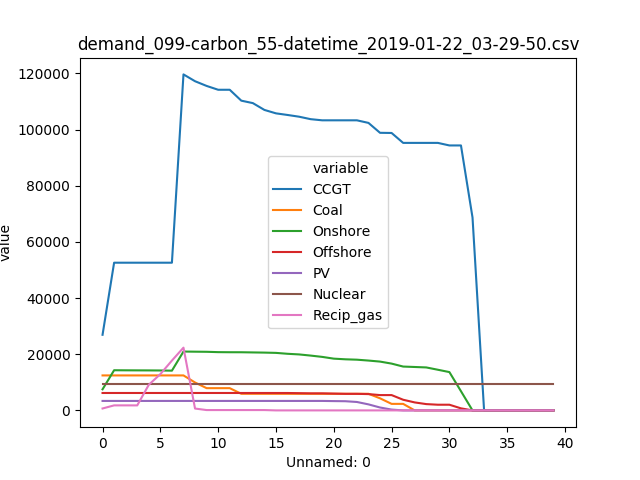 demand_099-carbon_55-datetime_2019-01-22_03-29-50.csv
120000
100000
80000
60000
40000
20000
0
value
variable
CCGT
Coal
Onshore
Offshore
PV
Nuclear
Recip_gas
0 5 10 15 20 25 30 35 40
Unnamed: 0